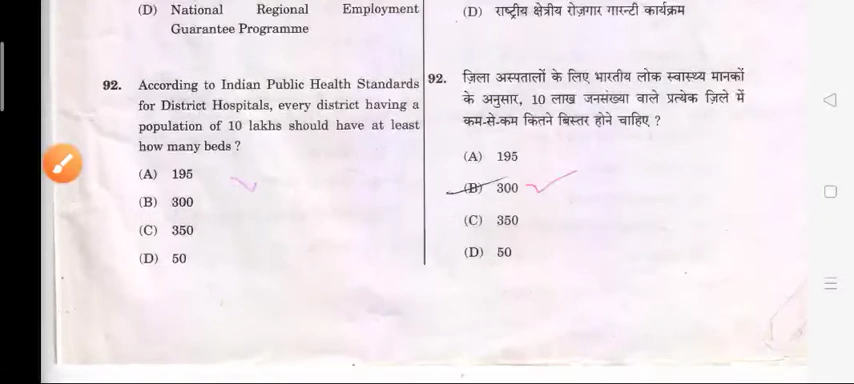 (D) National Regional Employment
Guarantee Programme
92. According to Indian Public Health Standards
for District Hospitals, every district having a
population of 10 lakhs should have at least
how many beds ?
(A) 195
(B) 300
(C) 350
(D) 50
(D) राष्ट्रीय क्षेत्रीय रोज़गार गारन्टी कार्यक्रम
92. ज़िला अस्पतालों के लिए भारतीय लोक स्वास्थ्य मानकों
के अनुसार, 10 लाख जनसंख्या वाले प्रत्येक ज़िले में
कम-से-कम कितने बिस्तर होने चाहिए ?
(A) 195
(B) 300
(C) 350
(D) 50